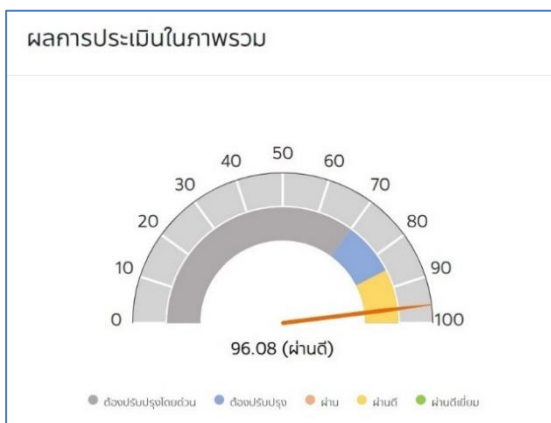 ผลการประเมินในภาพรวม
50
40 60
30 70
20 80
10 90
0 100
96.08 (ผ่านดี)
ต้องปรับปรุงโดยด่วน ต้องปรับปรุง ผ่าน ผ่านดี ผ่านดีเยี่ยม